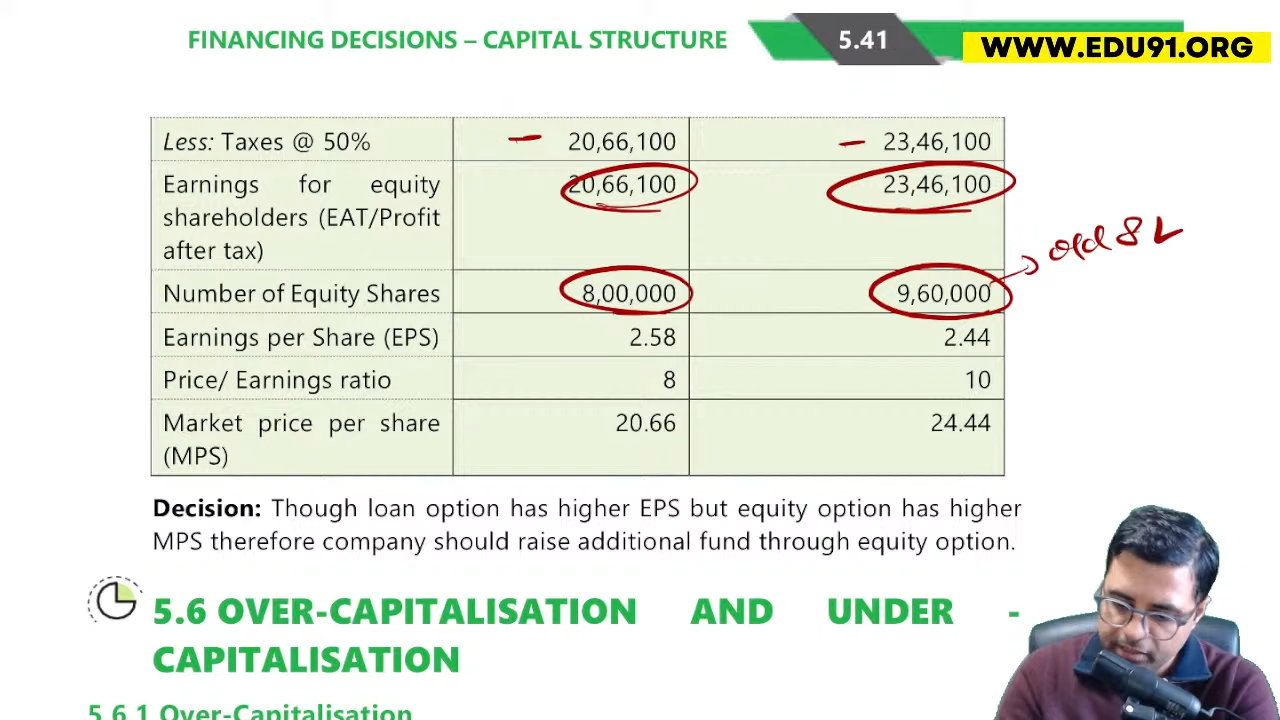 FINANCING DECISIONS – CAPITAL STRUCTURE 5.41
WWW.EDU91.ORG
Less: Taxes @ 50% 20,66,100 23,46,100
Earnings for equity 20,66,100 23,46,100
shareholders (EAT/Profit
after tax)
old 8 L
Number of Equity Shares 8,00,000 9,60,000
Earnings per Share (EPS) 2.58 2.44
Price/ Earnings ratio 8 10
Market price per share 20.66 24.44
(MPS)
Decision: Though loan option has higher EPS but equity option has higher
MPS therefore company should raise additional fund through equity option.
5.6 OVER-CAPITALISATION AND UNDER -
CAPITALISATION
5.6.1 Over-Capitalisation